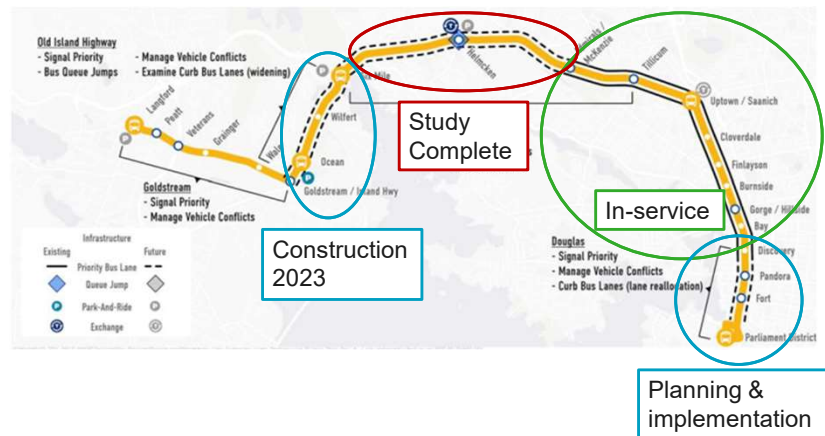 Old Island Highway
- Signal Priority
- Bus Queue Jumps
- Manage Vehicle Conflicts
- Examine Curb Bus Lanes (widening)
Langford
Peatt
Veterans
Grainger
Goldstream / Island Hwy
Ocean
Wilfert
Mile
Helmcken
McKenzie
Tillicum
Uptown / Saanich
Cloverdale
Finlayson
Burnside
Gorge / Hillside
Bay
Discovery
Pandora
Fort
Parliament District
Goldstream
- Signal Priority
- Manage Vehicle Conflicts
Douglas
- Signal Priority
- Manage Vehicle Conflicts
- Curb Bus Lanes (lane reallocation)
Study
Complete
In-service
Construction
2023
Planning &
implementation
Infrastructure
Existing
Future
Priority Bus Lane
Queue Jump
Park-And-Ride
Exchange
P
P
P
P
P
P